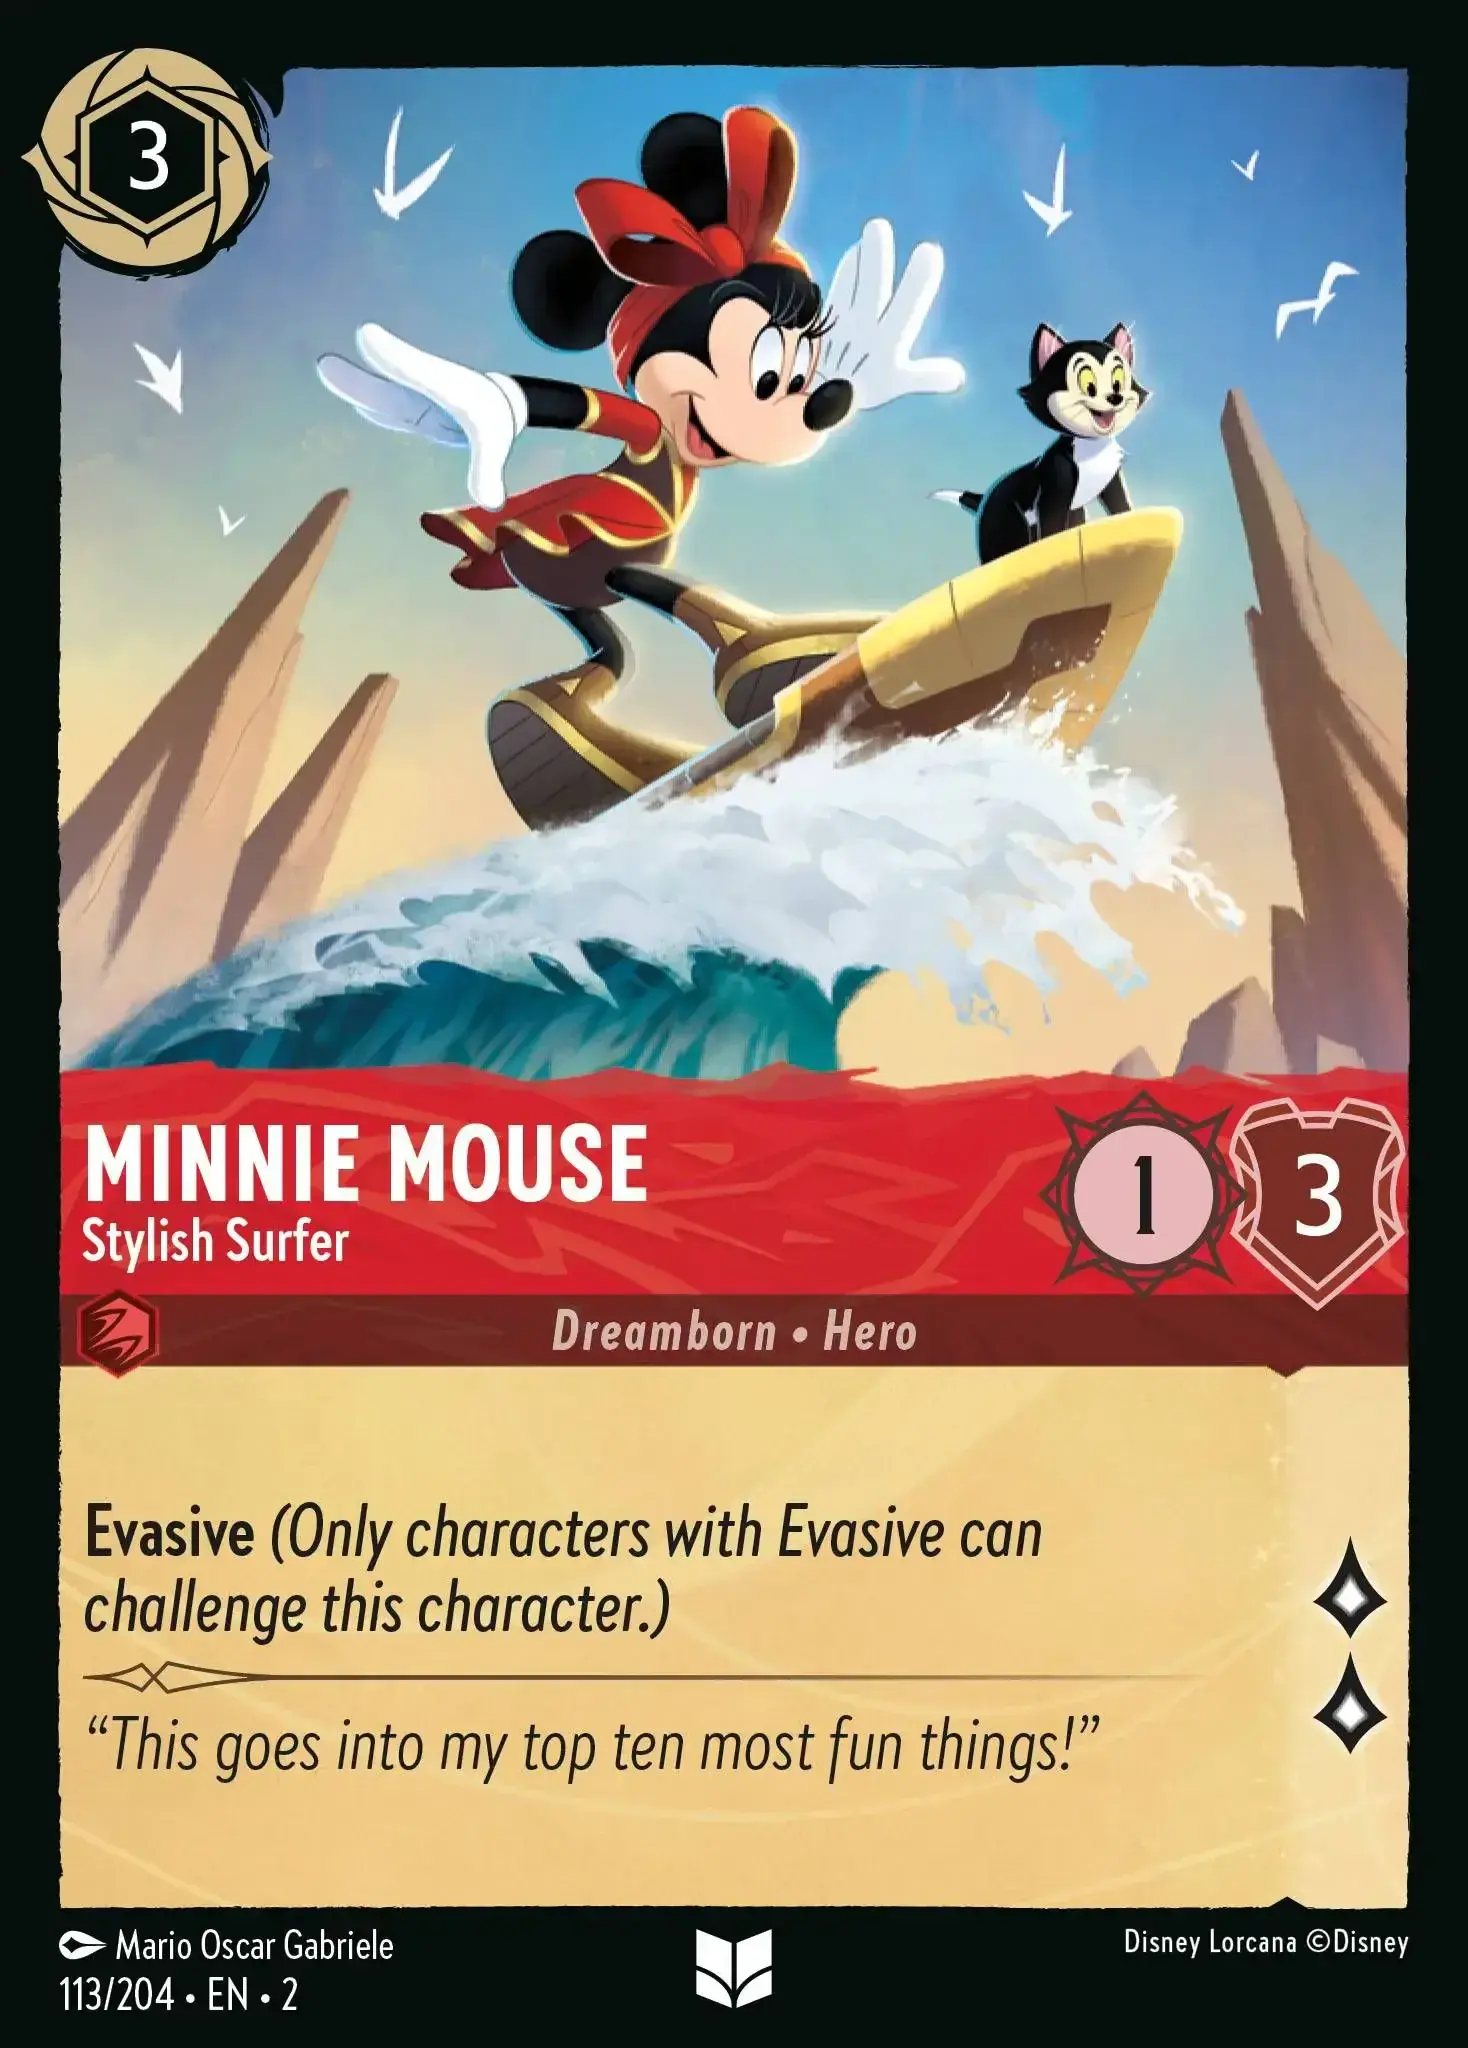 3
MINNIE MOUSE
Stylish Surfer
1
3
Dreamborn • Hero
Evasive (Only characters with Evasive can
challenge this character.)
“This goes into my top ten most fun things!”
Mario Oscar Gabriele
113/204 • EN • 2
Disney Lorcana ©Disney